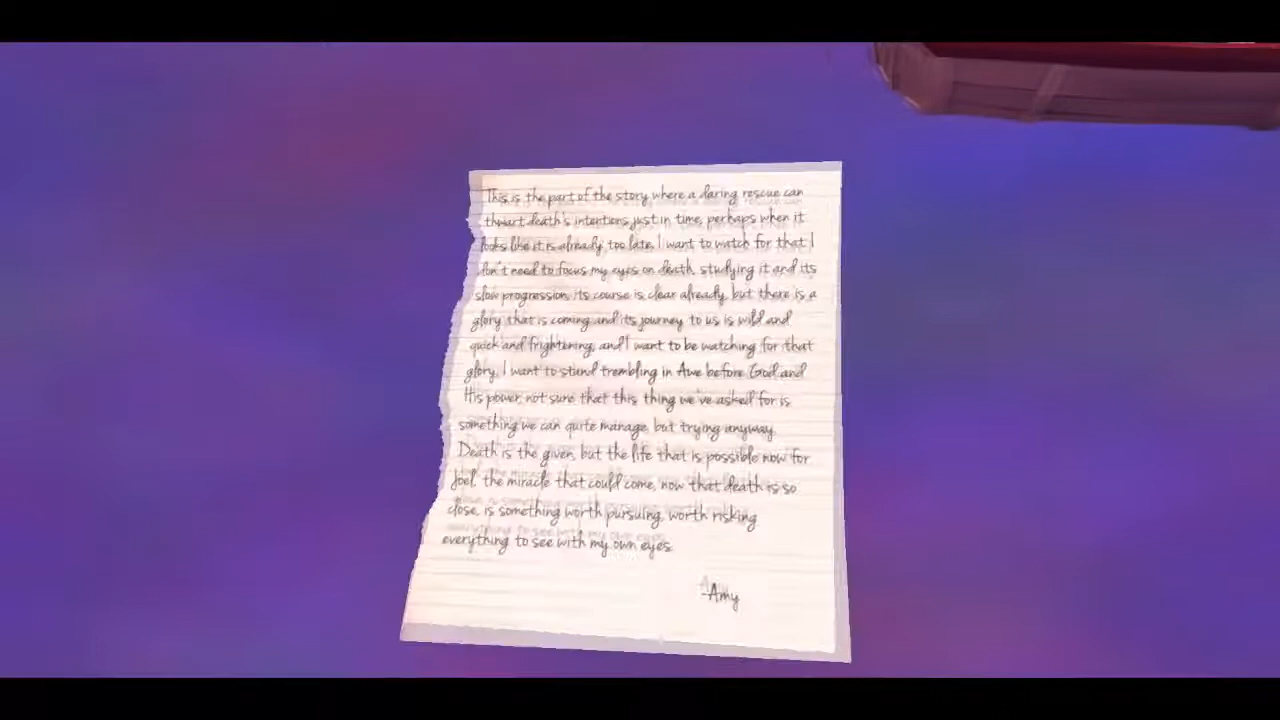 This is the part of the story where a daring rescue can
thwart death's intentions just in time, perhaps when it
looks like it is already too late. I want to watch for that I
don't need to focus my eyes on death, studying it and its
slow progression. Its course is clear already, but there is a
glory that is coming and its journey to us is wild and
quick and frightening, and I want to be watching for that
glory. I want to stand trembling in Awe before God and
His power, not sure that this thing we've asked for is
something we can quite manage, but trying anyway.
Death is the given, but the life that is possible now for
Joel, the miracle that could come, now that death is so
close, is something worth pursuing, worth risking
everything to see with my own eyes.
-Amy